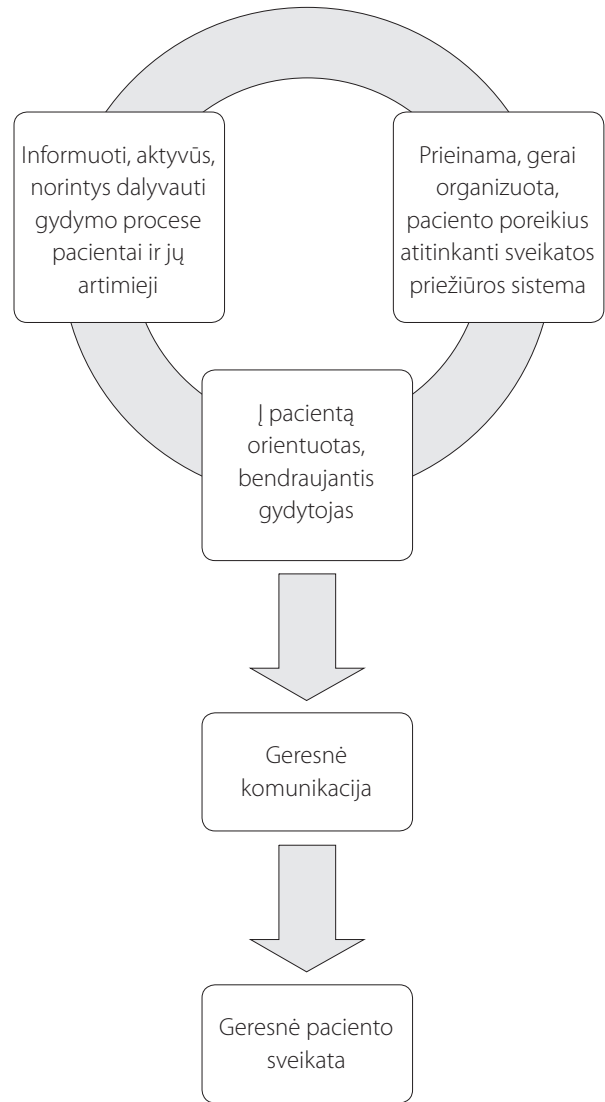 Informuoti, aktyvūs,
norintys dalyvauti
gydymo procese
pacientai ir jų
artimieji
Prieinama, gerai
organizuota,
paciento poreikius
atitinkanti sveikatos
priežiūros sistema
Į pacientą
orientuotas,
bendraujantis
gydytojas
Geresnė
komunikacija
Geresnė paciento
sveikata